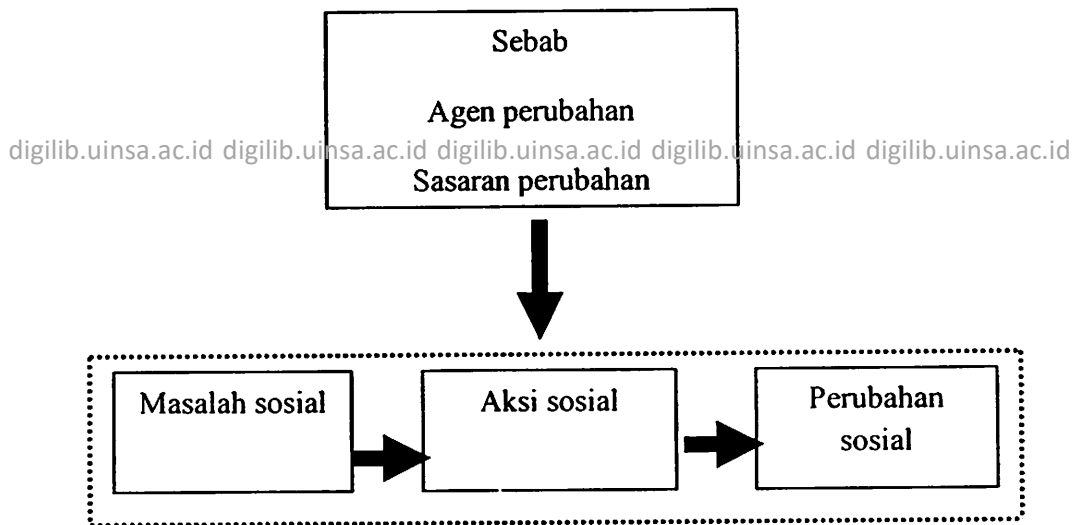 Sebab
Agen perubahan
digilib.uinsa.ac.id digilib.uinsa.ac.id digilib.uinsa.ac.id digilib.uinsa.ac.id digilib.uinsa.ac.id
Sasaran perubahan
Masalah sosial
Aksi sosial
Perubahan
sosial